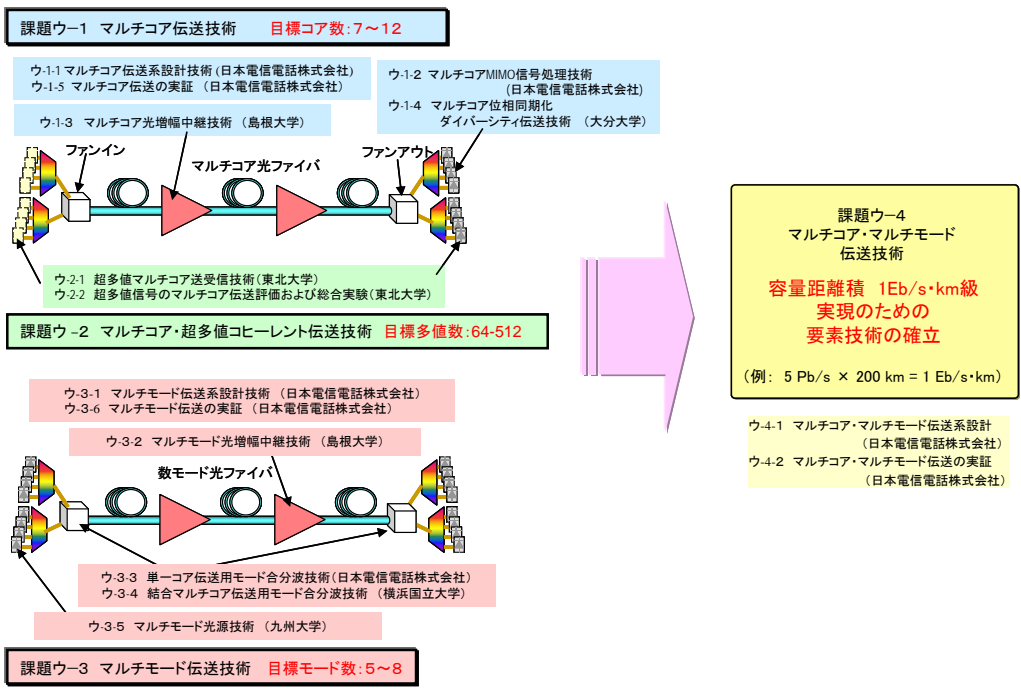 課題ウ−1 マルチコア伝送技術 目標コア数：７～１２
ウ-1-1 マルチコア伝送系設計技術 (日本電信電話株式会社)
ウ-1-5 マルチコア伝送の実証 （日本電信電話株式会社）
ウ-1-3 マルチコア光増幅中継技術 （島根大学）
ウ-1-2 マルチコアMIMO信号処理技術
(日本電信電話株式会社)
ウ-1-4 マルチコア位相同期化
ダイバーシティ伝送技術 （大分大学）
ファンイン
マルチコア光ファイバ
ファンアウト
ウ-2-1 超多値マルチコア送受信技術（東北大学）
ウ-2-2 超多値信号のマルチコア伝送評価および総合実験（東北大学）
課題ウ−2 マルチコア・超多値コヒーレント伝送技術 目標多値数：64-512
ウ-3-1 マルチモード伝送系設計技術 （日本電信電話株式会社）
ウ-3-6 マルチモード伝送の実証 （日本電信電話株式会社）
ウ-3-2 マルチモード光増幅中継技術 （島根大学）
数モード光ファイバ
ウ-3-3 単一コア伝送用モード合分波技術（日本電信電話株式会社）
ウ-3-4 結合マルチコア伝送用モード合分波技術 （横浜国立大学）
ウ-3-5 マルチモード光源技術 （九州大学）
課題ウ−3 マルチモード伝送技術 目標モード数：５～８
課題ウ−4
マルチコア・マルチモード
伝送技術
容量距離積 1Eb/s・km級
実現のための
要素技術の確立
（例： 5 Pb/s × 200 km = 1 Eb/s・km）
ウ-4-1 マルチコア・マルチモード伝送系設計
（日本電信電話株式会社）
ウ-4-2 マルチコア・マルチモード伝送の実証
（日本電信電話株式会社）